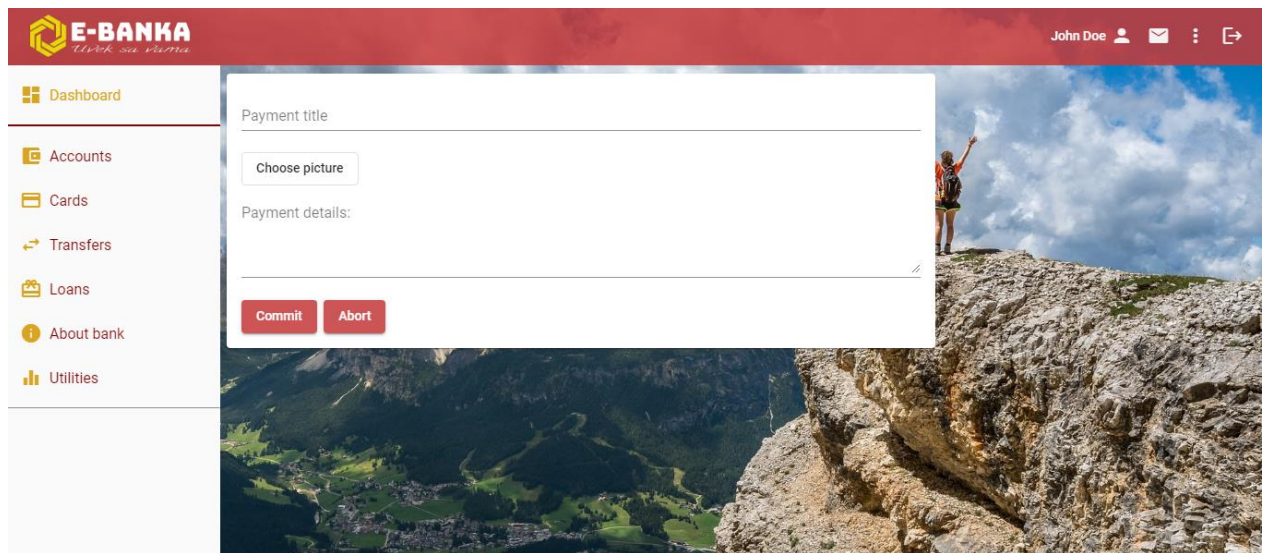 E-BANKA
Uvek sa vama
John Doe
Dashboard
Accounts
Cards
Transfers
Loans
About bank
Utilities
Payment title
Choose picture
Payment details:
Commit Abort